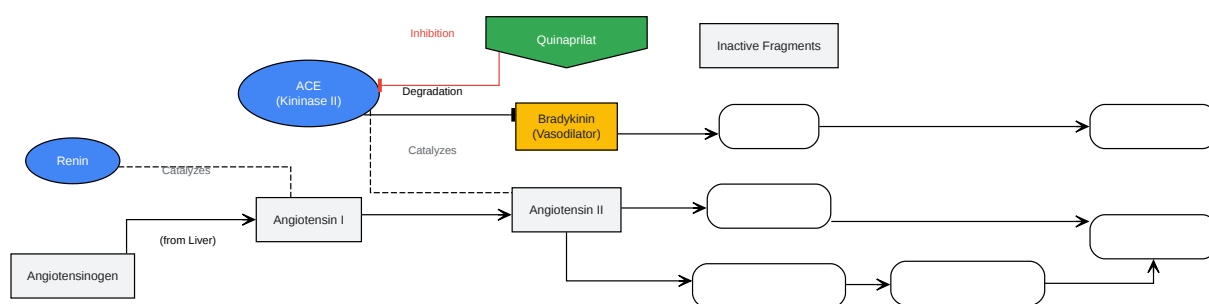 Inhibition
Quinaprilat
Inactive Fragments
ACE
(Kininase II)
Degradation
Bradykinin
(Vasodilator)
Catalyzes
Renin
Catalyzes
Angiotensin I
Angiotensin II
(from Liver)
Angiotensinogen